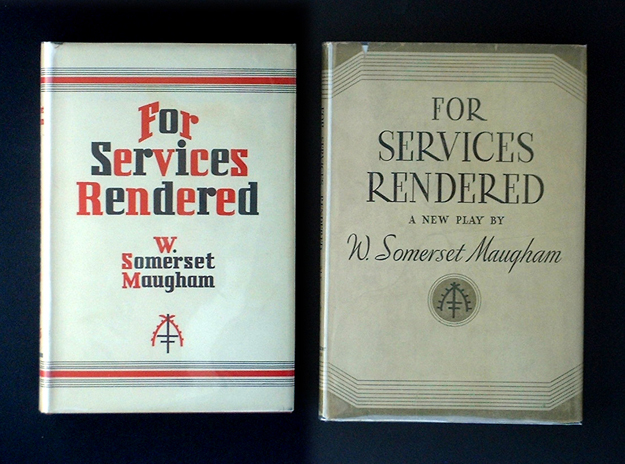 For
Services
Rendered
W.
Somerset
Maugham
FOR
SERVICES
RENDERED
A NEW PLAY BY
W. Somerset Maugham